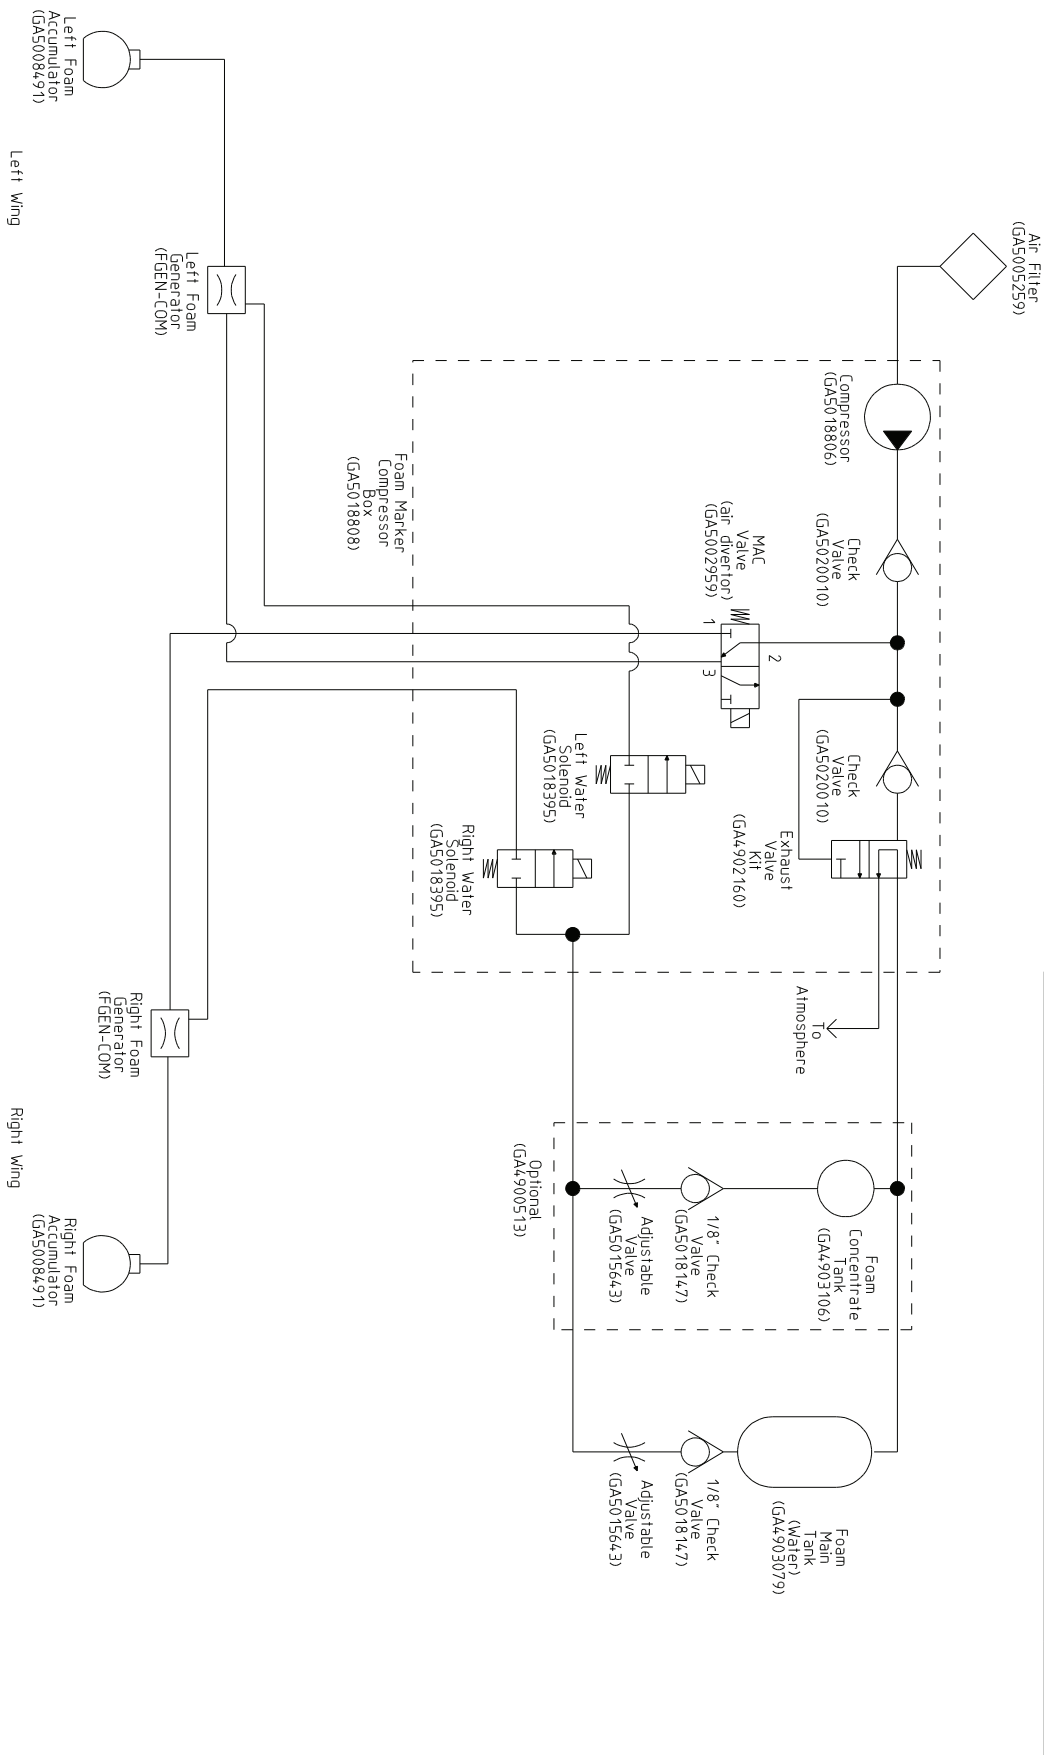 Air Filter
(GA5005259)
Compressor
(GA5018806)
Check
Valve
(GA5020010)
MAC
Valve
(air divertor)
(GA5002959)
1
2
3
Check
Valve
(GA5020010)
Exhaust
Valve
Kit
(GA4902160)
To
Atmosphere
Foam
Concentrate
Tank
(GA4903106)
1/8" Check
Valve
(GA5018147)
Adjustable
Valve
(GA5015643)
Optional
(GA4900513)
Foam
Main
Tank
(Water)
(GA4903079)
1/8" Check
Valve
(GA5018147)
Adjustable
Valve
(GA5015643)
Left Water
Solenoid
(GA5018395)
Right Water
Solenoid
(GA5018395)
Foam Marker
Compressor
Box
(GA5018808)
Left Foam
Generator
(FGEN-COM)
Right Foam
Generator
(FGEN-COM)
Left Foam
Accumulator
(GA5008491)
Right Foam
Accumulator
(GA5008491)
Left Wing
Right Wing